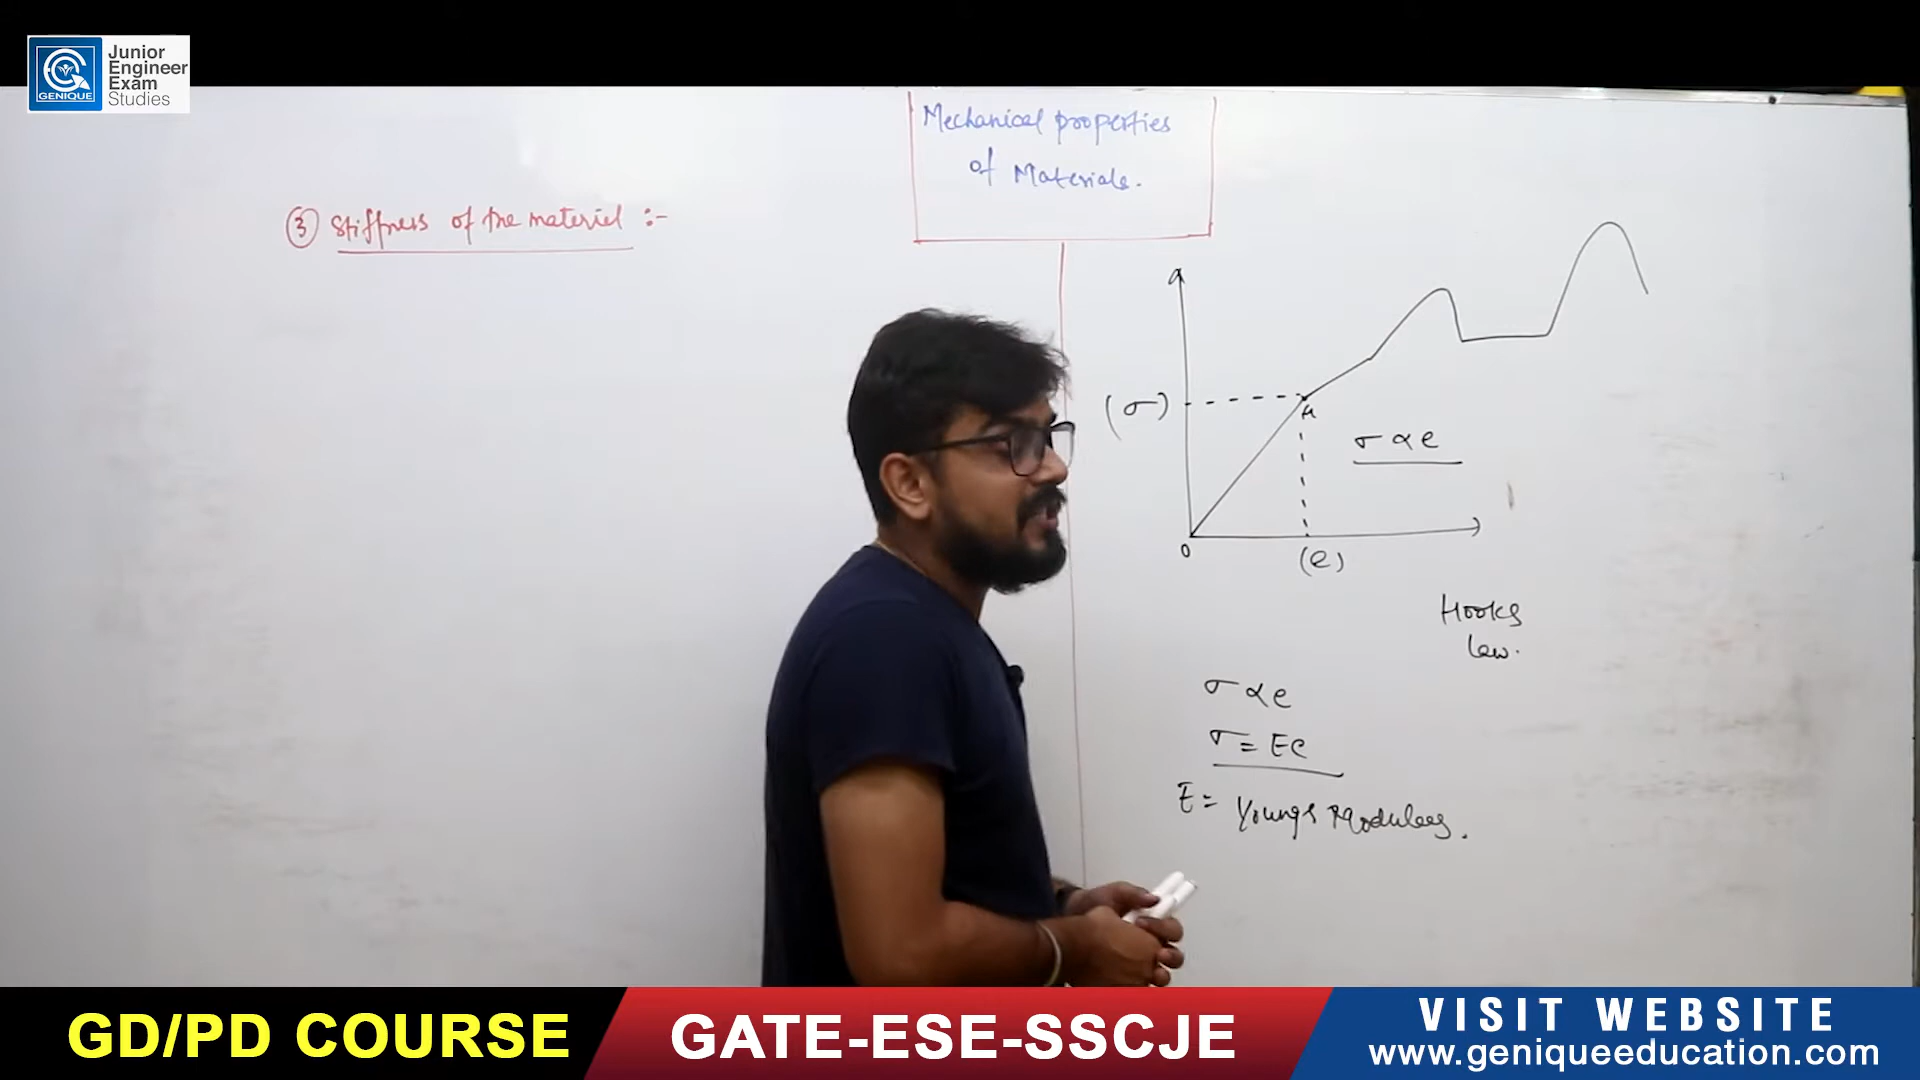 Junior
Engineer
Exam
Studies
GENIQUE
Mechanical properties
of Materials.
③ Stiffness of the material :-
σ
(σ)
A
σ ∝ e
0
(e)
Hooks
law.
σ ∝ e
σ = Ee
E = Youngs Modulus.
GD/PD COURSE
GATE-ESE-SSCJE
VISIT WEBSITE
www.geniqueeducation.com